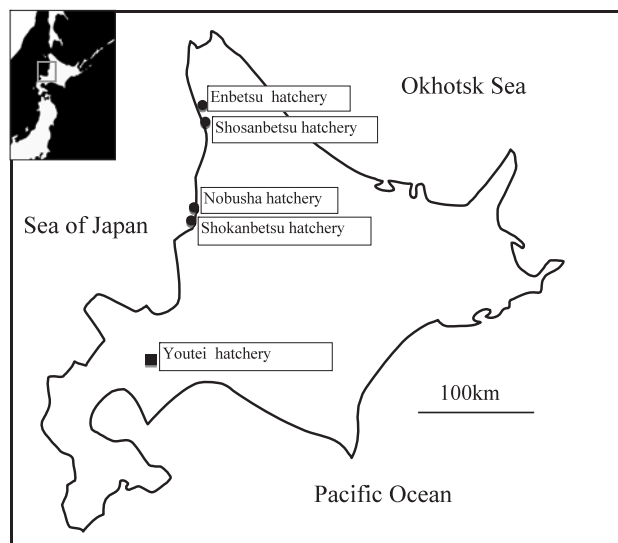 Okhotsk Sea
Enbetsu hatchery
Shosanbetsu hatchery
Nobusha hatchery
Sea of Japan
Shokanbetsu hatchery
Youtei hatchery
100km
Pacific Ocean